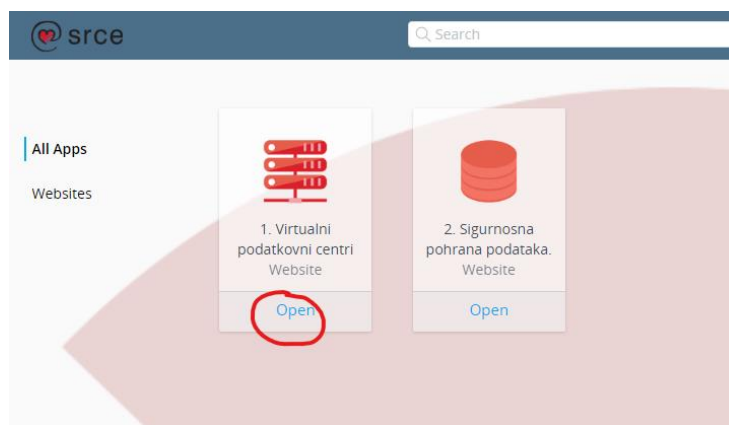 srce
Search
All Apps
Websites
1. Virtualni
podatkovni centri
Website
Open
2. Sigurnosna
pohrana podataka.
Website
Open